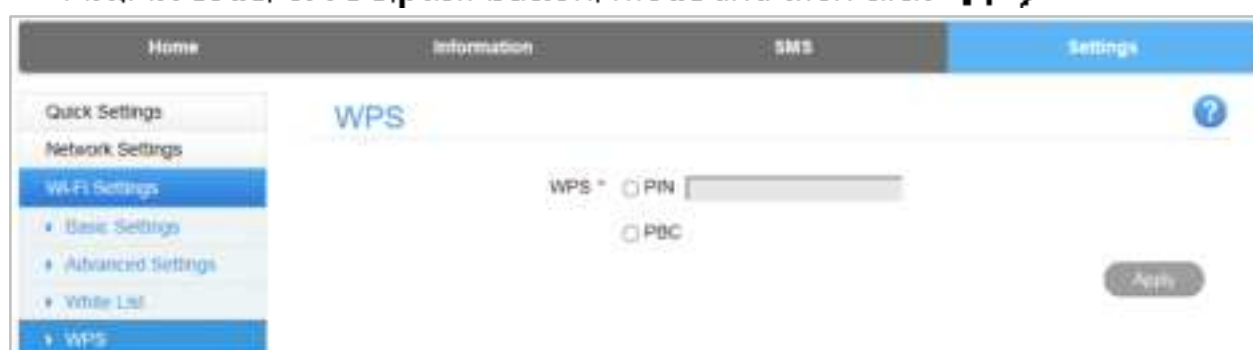 Home Information SMS Settings
Quick Settings
WPS
Network Settings
Wi-Fi Settings
WPS * PIN
Basic Settings
PBC
Advanced Settings
Apply
White List
WPS